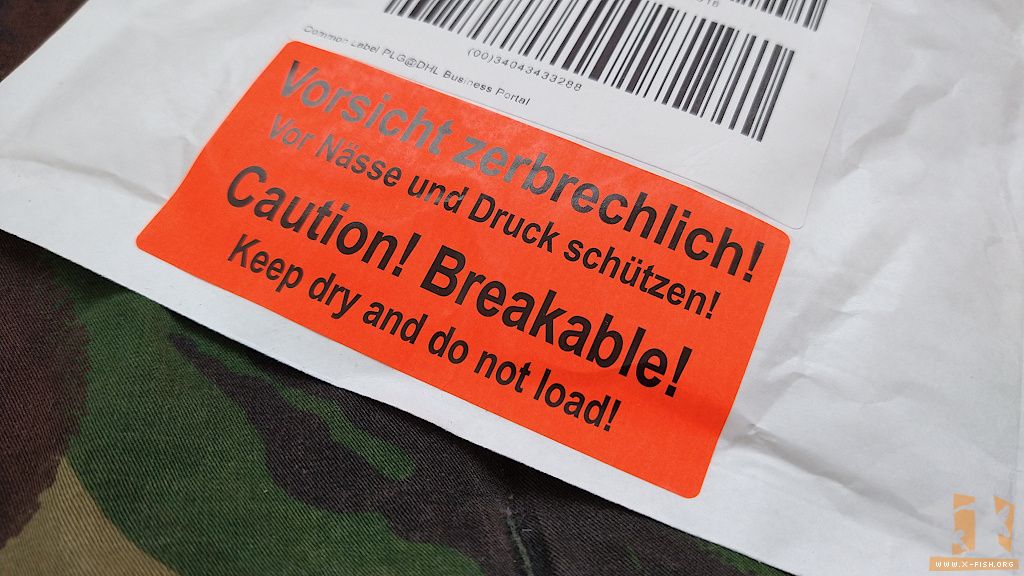 (00)34043433288
Common Label PLG@DHL Business Portal
Vorsicht zerbrechlich!
Vor Nässe und Druck schützen!
Caution! Breakable!
Keep dry and do not load!
WWW.X-FISH.ORG